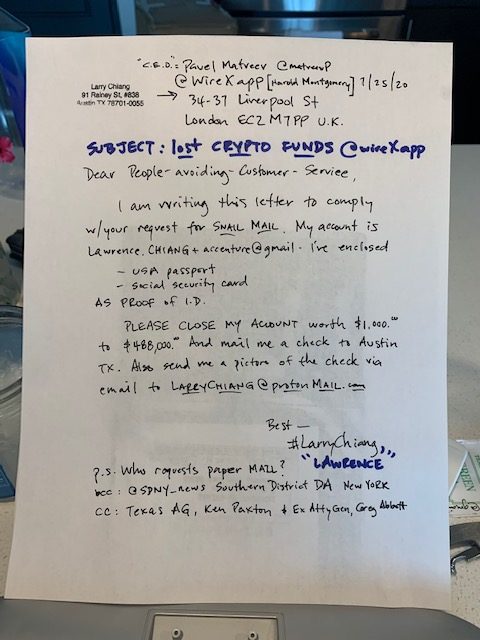 "C.E.O." = Pavel Matveev @matveevP
@WireXapp [Harold Montgomery] 7/25/20
Larry Chiang
91 Rainey St, #838
Austin TX 78701-0055
→ 34-37 Liverpool St
London EC2M7PP U.K.
SUBJECT: lost CRYPTO FUNDS @wireXapp
Dear People-avoiding-Customer-Service,
I am writing this letter to comply
w/your request for SNAIL MAIL. My account is
Lawrence.CHIANG+accenture@gmail. I've enclosed
- USA passport
- social security card
AS PROOF of I.D.
PLEASE CLOSE MY ACCOUNT worth $1,000.00
to $488,000.00 And mail me a check to Austin
TX. Also send me a picture of the check via
email to LARRYCHIANG@protonMAIL.com
Best —
#LarryChiang,,,
"LAWRENCE"
p.s. Who requests paper MAIL?
bcc: @SDNY_news Southern District DA New YORK
cc: Texas AG, Ken Paxton & Ex AttyGen, Greg Abbott